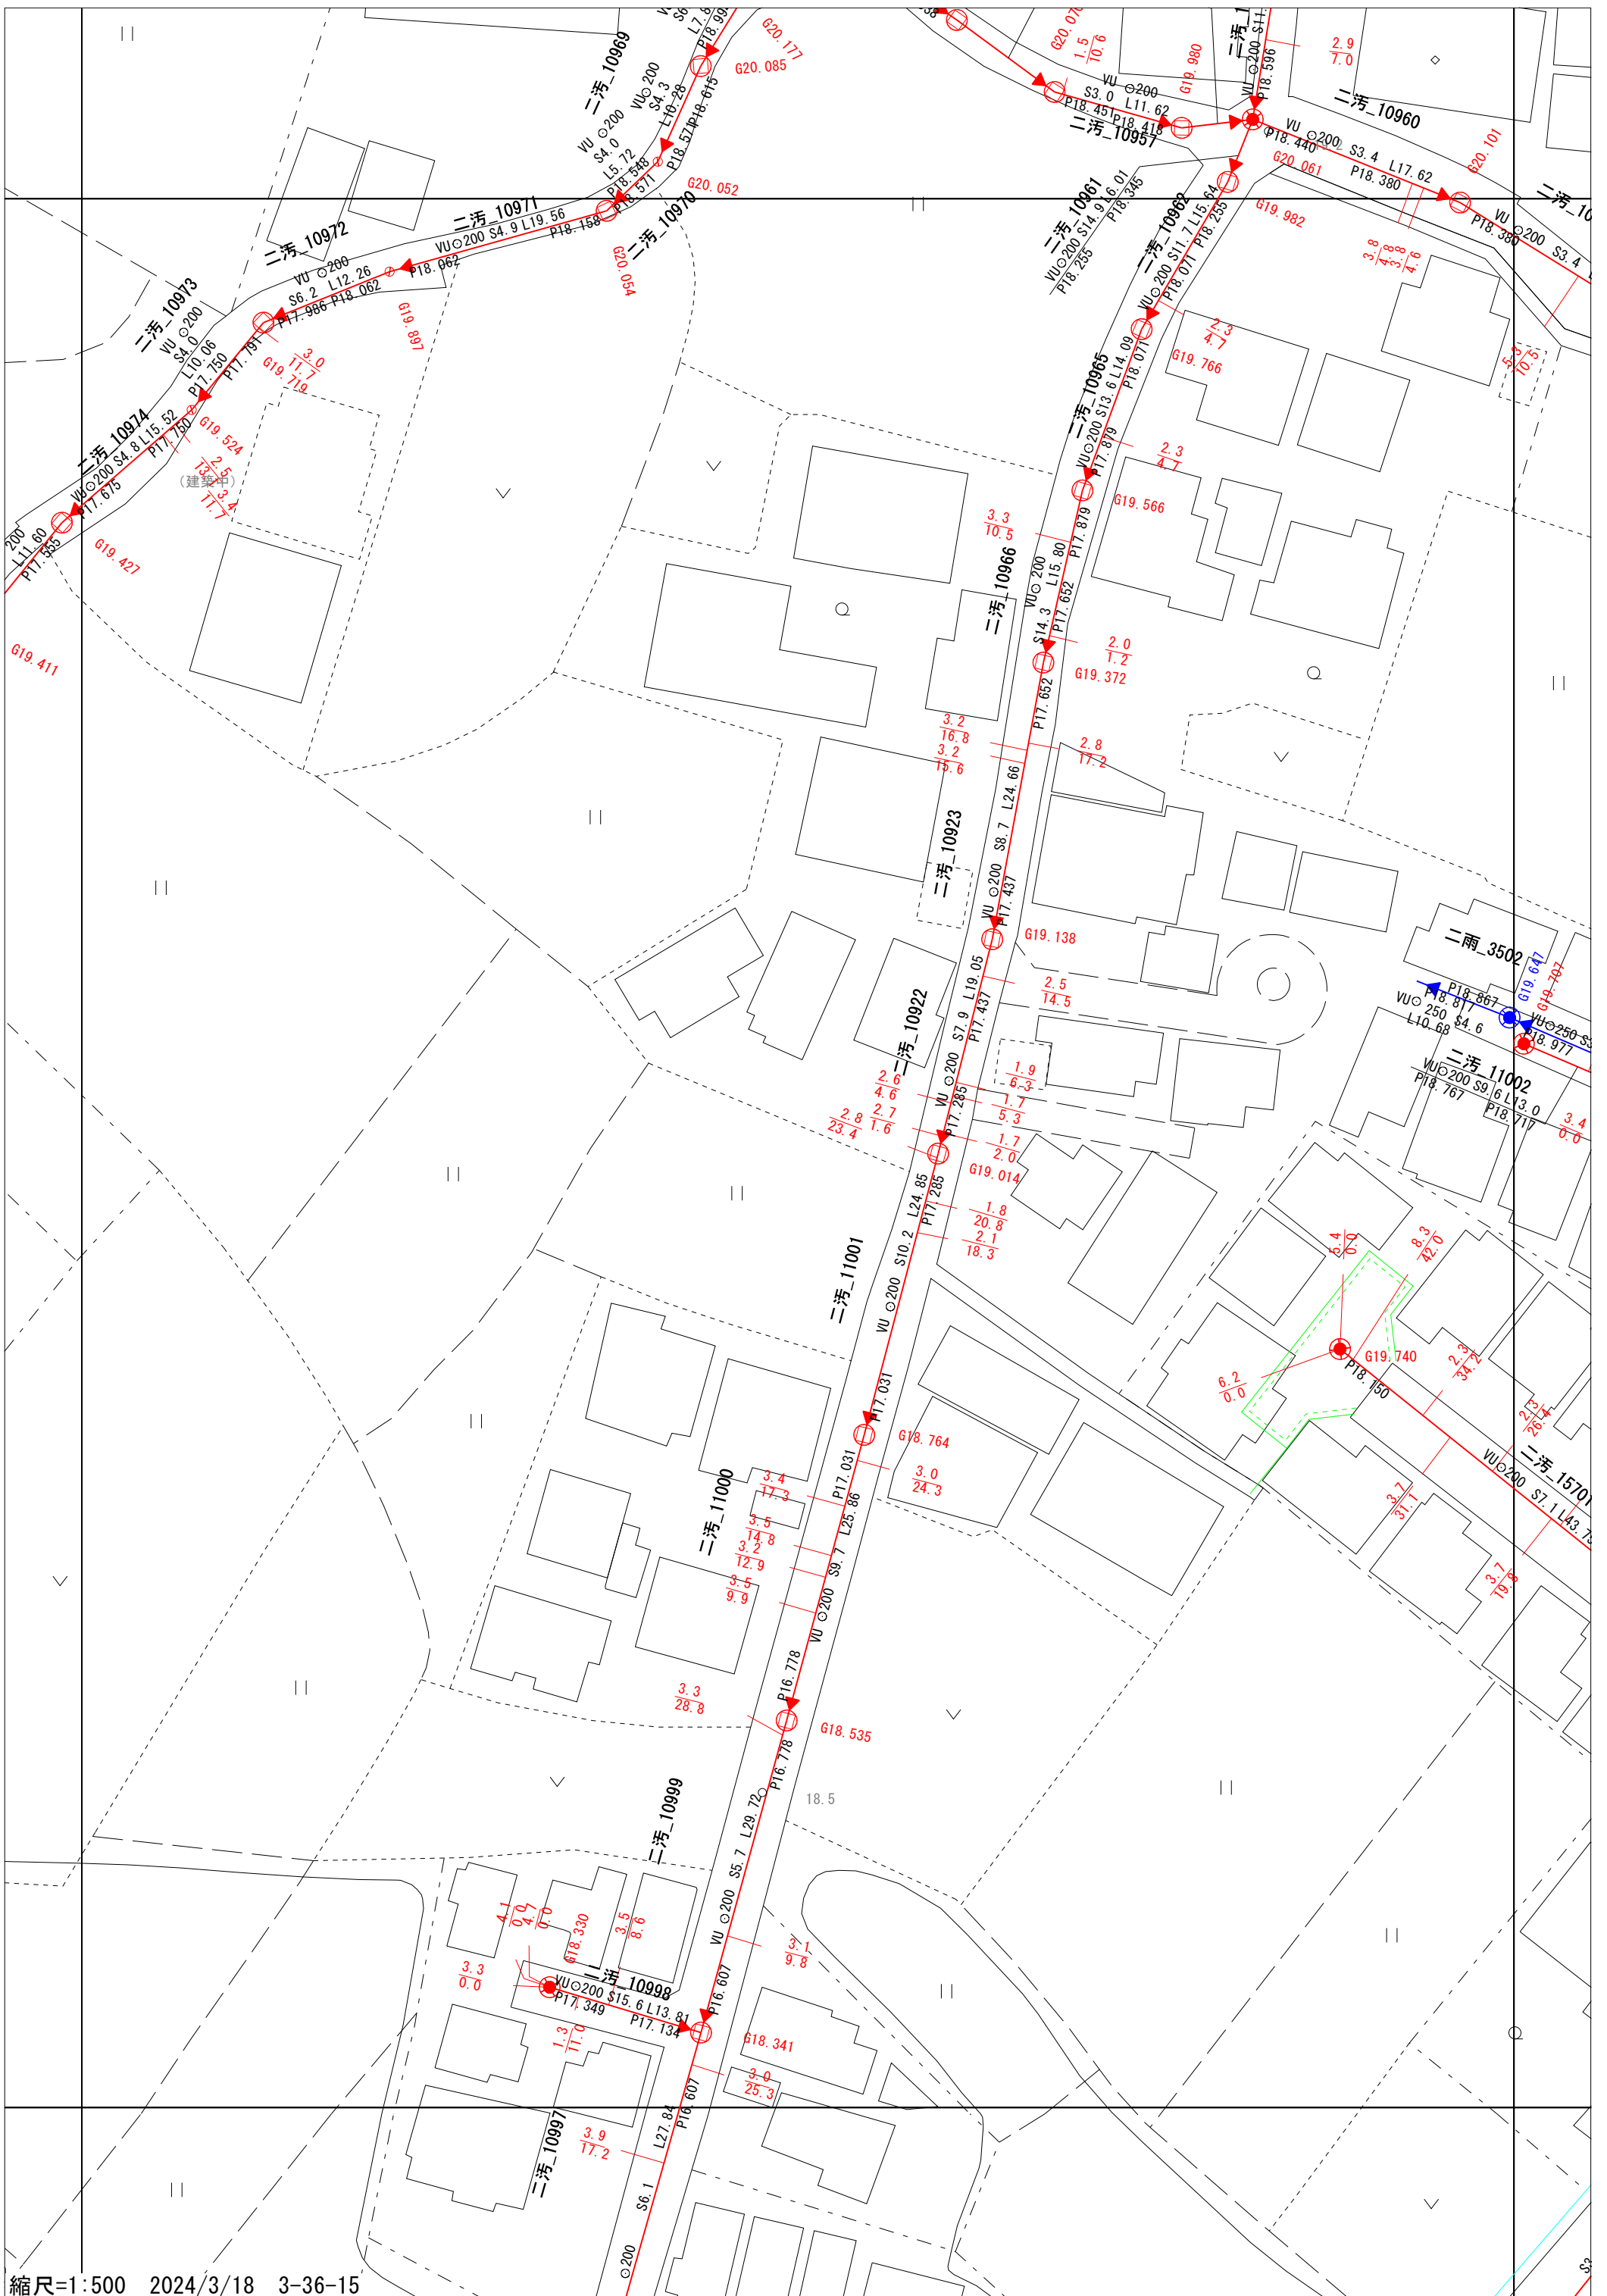 二汚_10969
G20.177
G20.085
P18.615
L10.28
S4.3
VU⊙200
P18.571
VU ⊙200
S4.0
L5.72
P18.548
P18.571
G20.052
二汚_10970
二汚_10971
VU⊙200 S4.9 L19.56
P18.158
P18.062
G20.054
二汚_10972
VU ⊙200
S6.2 L12.26
P17.986 P18.062
G19.897
二汚_10973
VU ⊙200
S4.0
L10.06
P17.750
P17.791
3.0
11.7
G19.719
G19.524
二汚_10974
VU⊙200 S4.8 L15.52
P17.750
P17.675
(建築中)
3.4
11.7
200
L11.60
P17.555
G19.427
G19.411
1.5
10.6
G19.980
VU ⊙200
S3.0 L11.62
P18.451
P18.418
二汚_10957
P18.596
2.9
7.0
二汚_10960
VU ⊙200 S3.4 L17.62
P18.440
P18.380
G20.061
G20.101
G19.982
P18.380
VU ⊙200 S3.4
3.8
4.8
3.8
4.6
5.3
10.5
二汚_10961
VU⊙200 S14.9 L6.01
P18.255
P18.345
二汚_10962
VU⊙200 S11.7 L15.64
P18.071
P18.255
2.3
4.7
G19.766
二汚_10965
VU⊙200 S13.6 L14.09
P18.071
P17.879
2.3
4.7
G19.566
3.3
10.5
二汚_10966
VU⊙ 200
S14.3 L15.80
P17.879
P17.652
2.0
1.2
G19.372
P17.652
3.2
16.8
3.2
15.6
2.8
17.2
二汚_10923
VU ⊙200 S8.7 L24.66
P17.437
G19.138
二汚_10922
VU ⊙200 S7.9 L19.05
P17.437
P17.285
2.5
14.5
1.9
6.3
1.7
5.3
2.6
4.6
2.7
1.6
2.8
23.4
1.7
2.0
G19.014
二雨_3502
G19.647
G19.707
P18.867
P18.817
VU⊙ 250 S4.6
L10.68
P18.977
二汚_11002
VU⊙200 S9.6 L13.0
P18.767
P18.717
3.4
0.0
1.8
20.8
2.1
18.3
二汚_11001
VU ⊙200 S10.2 L24.85
P17.285
P17.031
G18.764
5.4
0.0
8.3
42.0
G19.740
P18.150
6.2
0.0
2.3
34.2
2.3
26.4
二汚_15701
VU⊙200 S7.1 L43.75
3.7
31.1
3.7
19.8
3.0
24.3
二汚_11000
VU ⊙200 S9.7 L25.86
P17.031
P16.778
3.4
17.3
3.5
14.8
3.2
12.9
3.5
9.9
3.3
28.8
G18.535
18.5
二汚_10999
VU ⊙200 S5.7 L29.72
P16.778
P16.607
4.1
0.0
4.7
0.0
G18.330
3.5
8.6
3.1
9.8
3.3
0.0
二汚_10998
VU⊙200 S15.6 L13.81
P17.349
P17.134
1.3
11.0
G18.341
3.0
25.3
二汚_10997
3.9
17.2
⊙200 S6.1 L27.84
P16.607
縮尺=1:500 2024/3/18 3-36-15